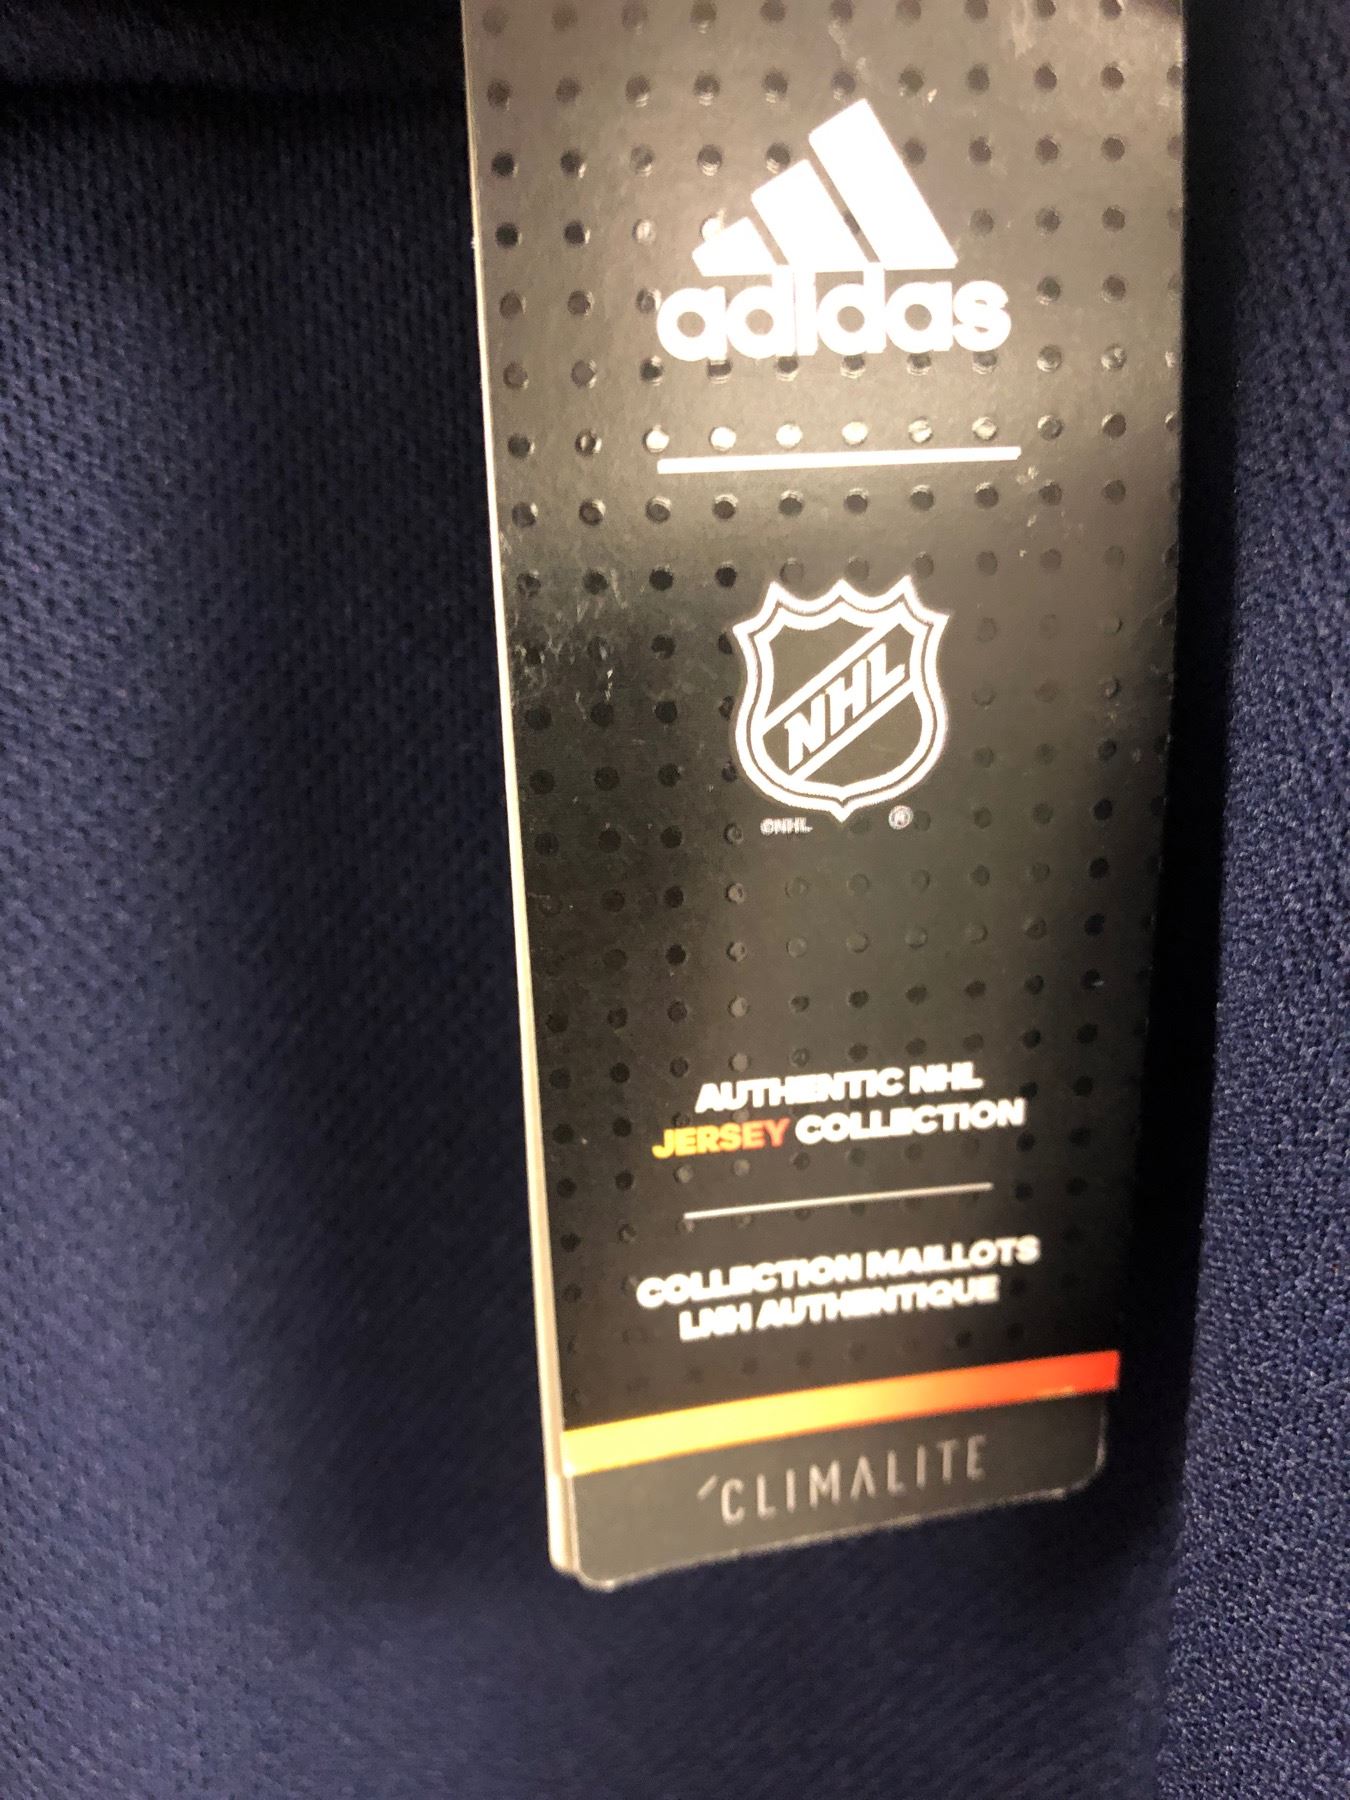 adidas
NHL
©NHL ®
AUTHENTIC NHL
JERSEY COLLECTION
COLLECTION MAILLOTS
LNH AUTHENTIQUE
CLIMALITE